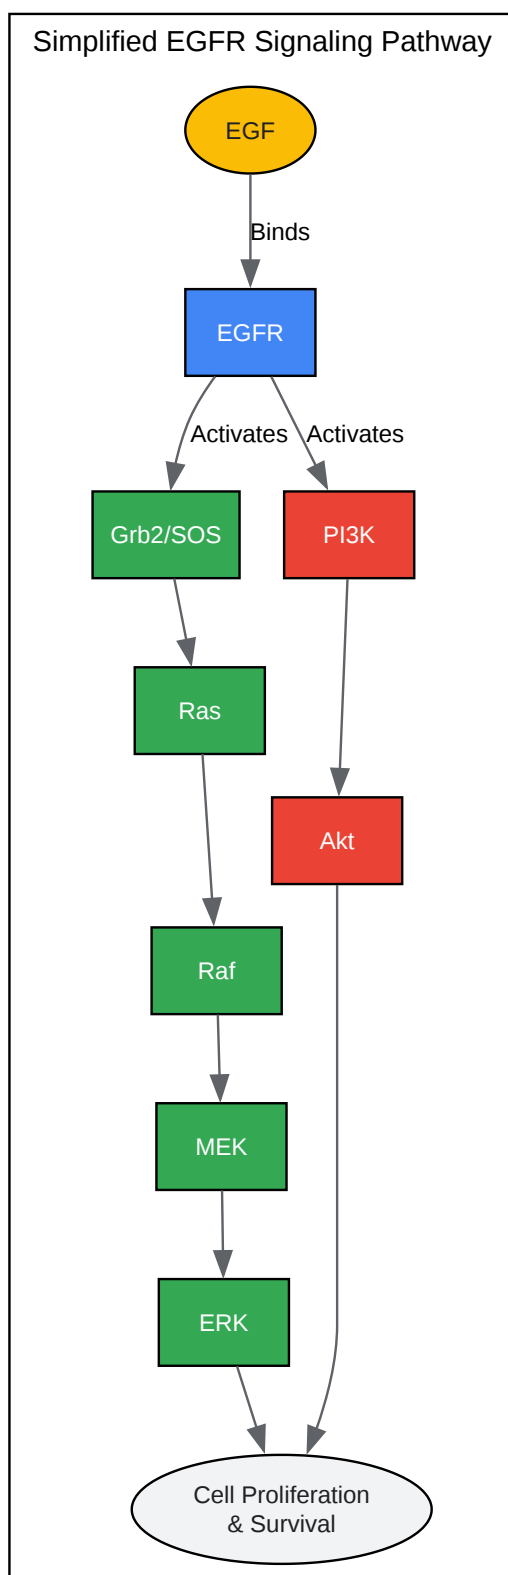 Simplified EGFR Signaling Pathway
EGF
Binds
EGFR
Activates
Activates
Grb2/SOS
PI3K
Ras
Akt
Raf
MEK
ERK
Cell Proliferation
& Survival